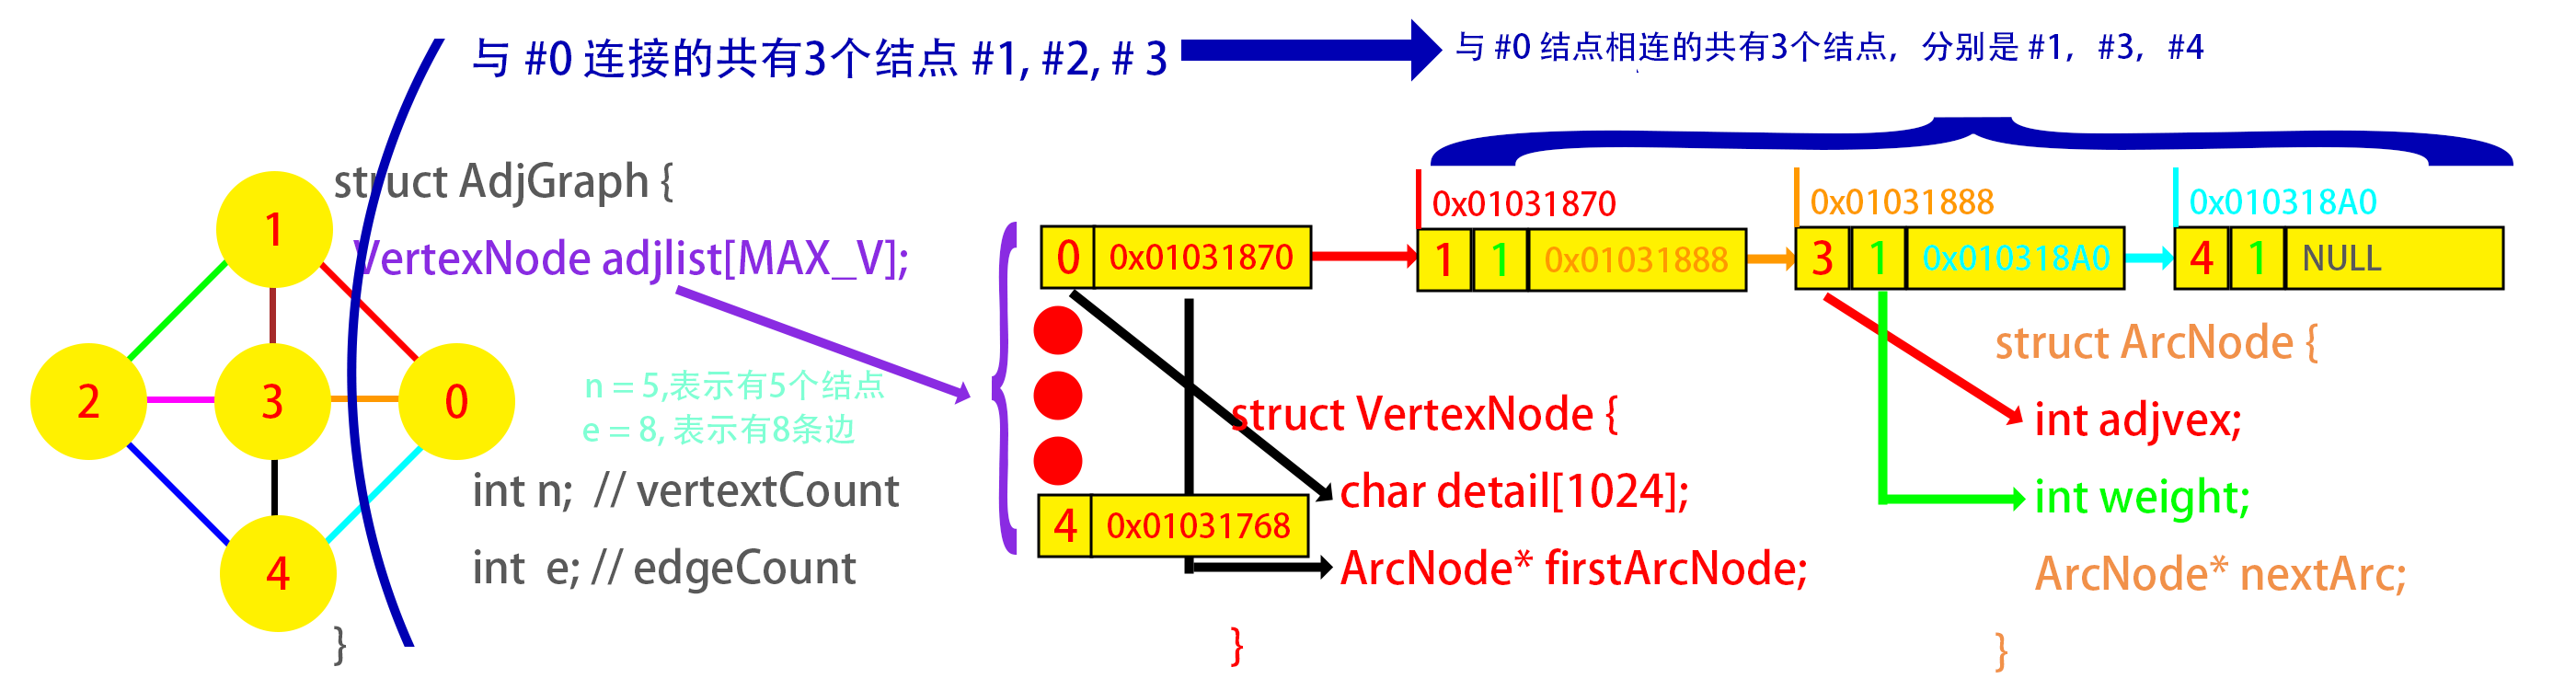 与 #0 连接的共有3个结点 #1, #2, # 3
与 #0 结点相连的共有3个结点，分别是 #1，#3，#4
1
2
3
0
4
struct AdjGraph {
VertexNode adjlist[MAX_V];
n = 5,表示有5个结点
e = 8, 表示有8条边
int n; // vertextCount
int e; // edgeCount
}
0 0x01031870
4 0x01031768
0x01031870
1 1 0x01031888
0x01031888
3 1 0x010318A0
0x010318A0
4 1 NULL
struct VertexNode {
char detail[1024];
ArcNode* firstArcNode;
}
struct ArcNode {
int adjvex;
int weight;
ArcNode* nextArc;
}